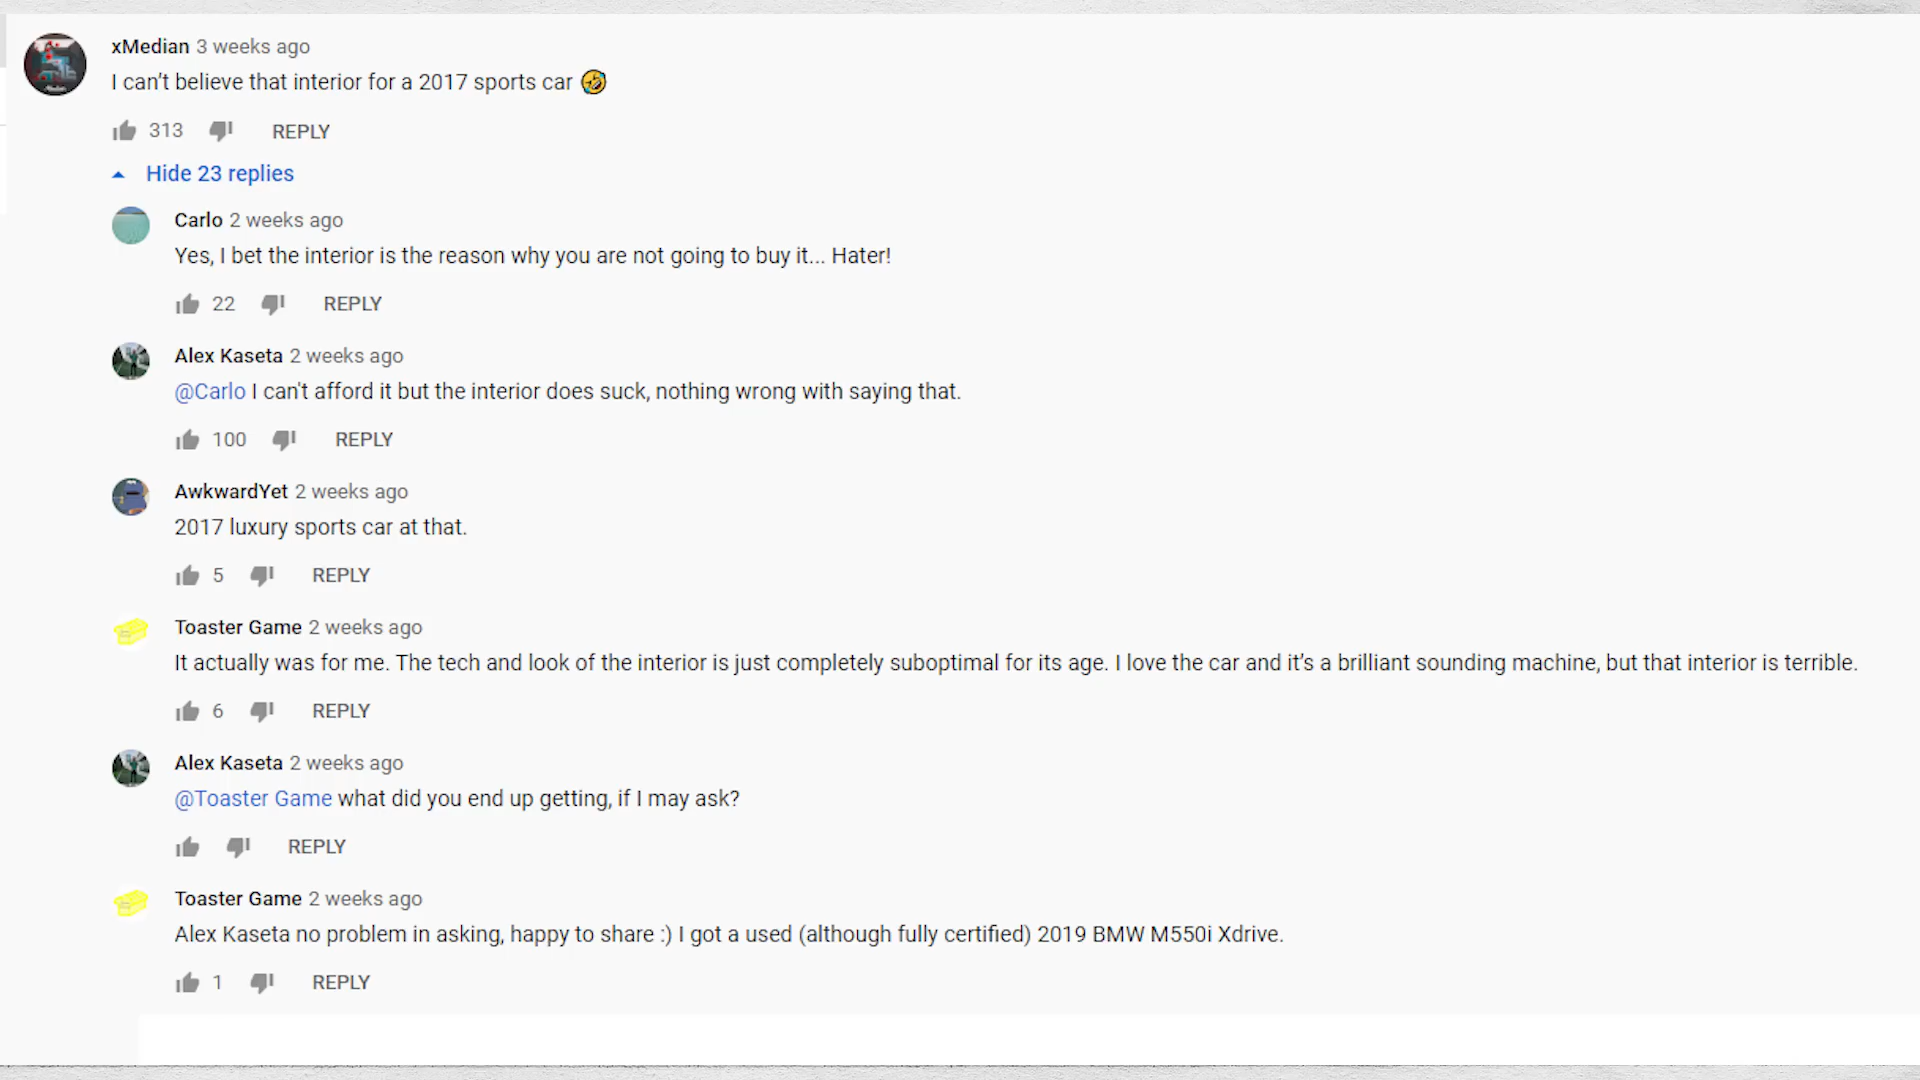 xMedian 3 weeks ago
I can’t believe that interior for a 2017 sports car 🤣
313 REPLY
Hide 23 replies
Carlo 2 weeks ago
Yes, I bet the interior is the reason why you are not going to buy it... Hater!
22 REPLY
Alex Kaseta 2 weeks ago
@Carlo I can't afford it but the interior does suck, nothing wrong with saying that.
100 REPLY
AwkwardYet 2 weeks ago
2017 luxury sports car at that.
5 REPLY
Toaster Game 2 weeks ago
It actually was for me. The tech and look of the interior is just completely suboptimal for its age. I love the car and it’s a brilliant sounding machine, but that interior is terrible.
6 REPLY
Alex Kaseta 2 weeks ago
@Toaster Game what did you end up getting, if I may ask?
REPLY
Toaster Game 2 weeks ago
Alex Kaseta no problem in asking, happy to share :) I got a used (although fully certified) 2019 BMW M550i Xdrive.
1 REPLY